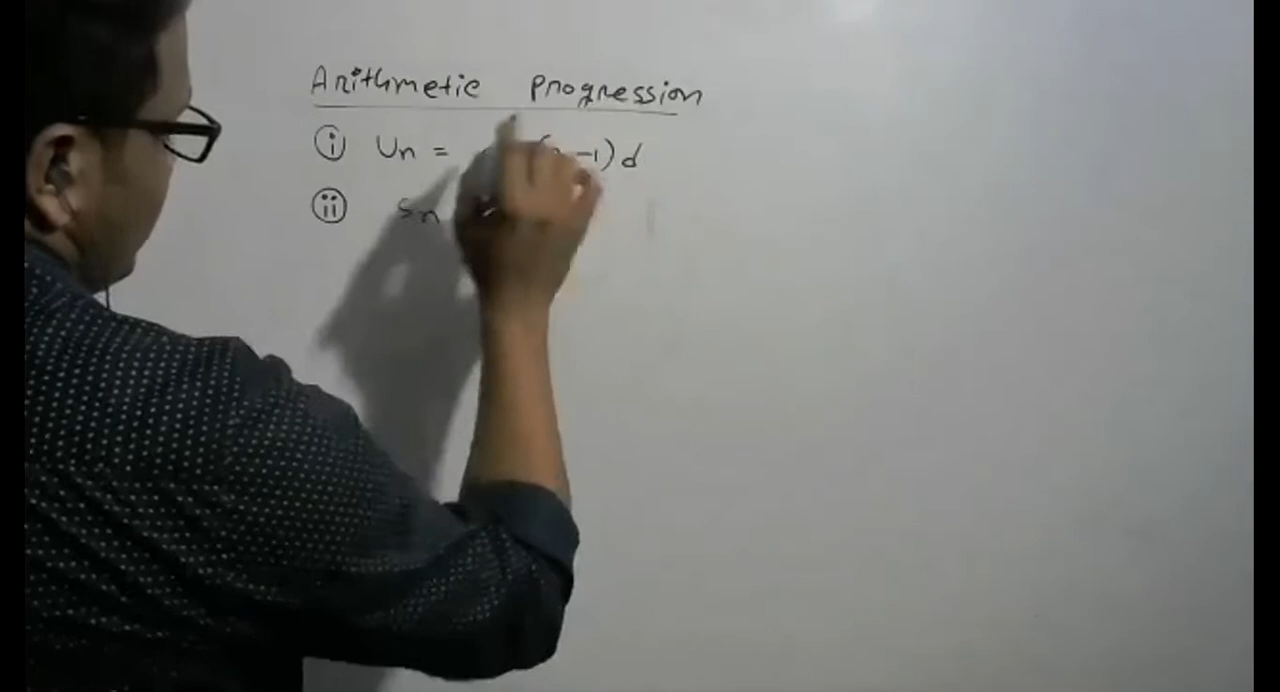 Arithmetic Progression
(i) Un = (-1)d
(ii) Sn